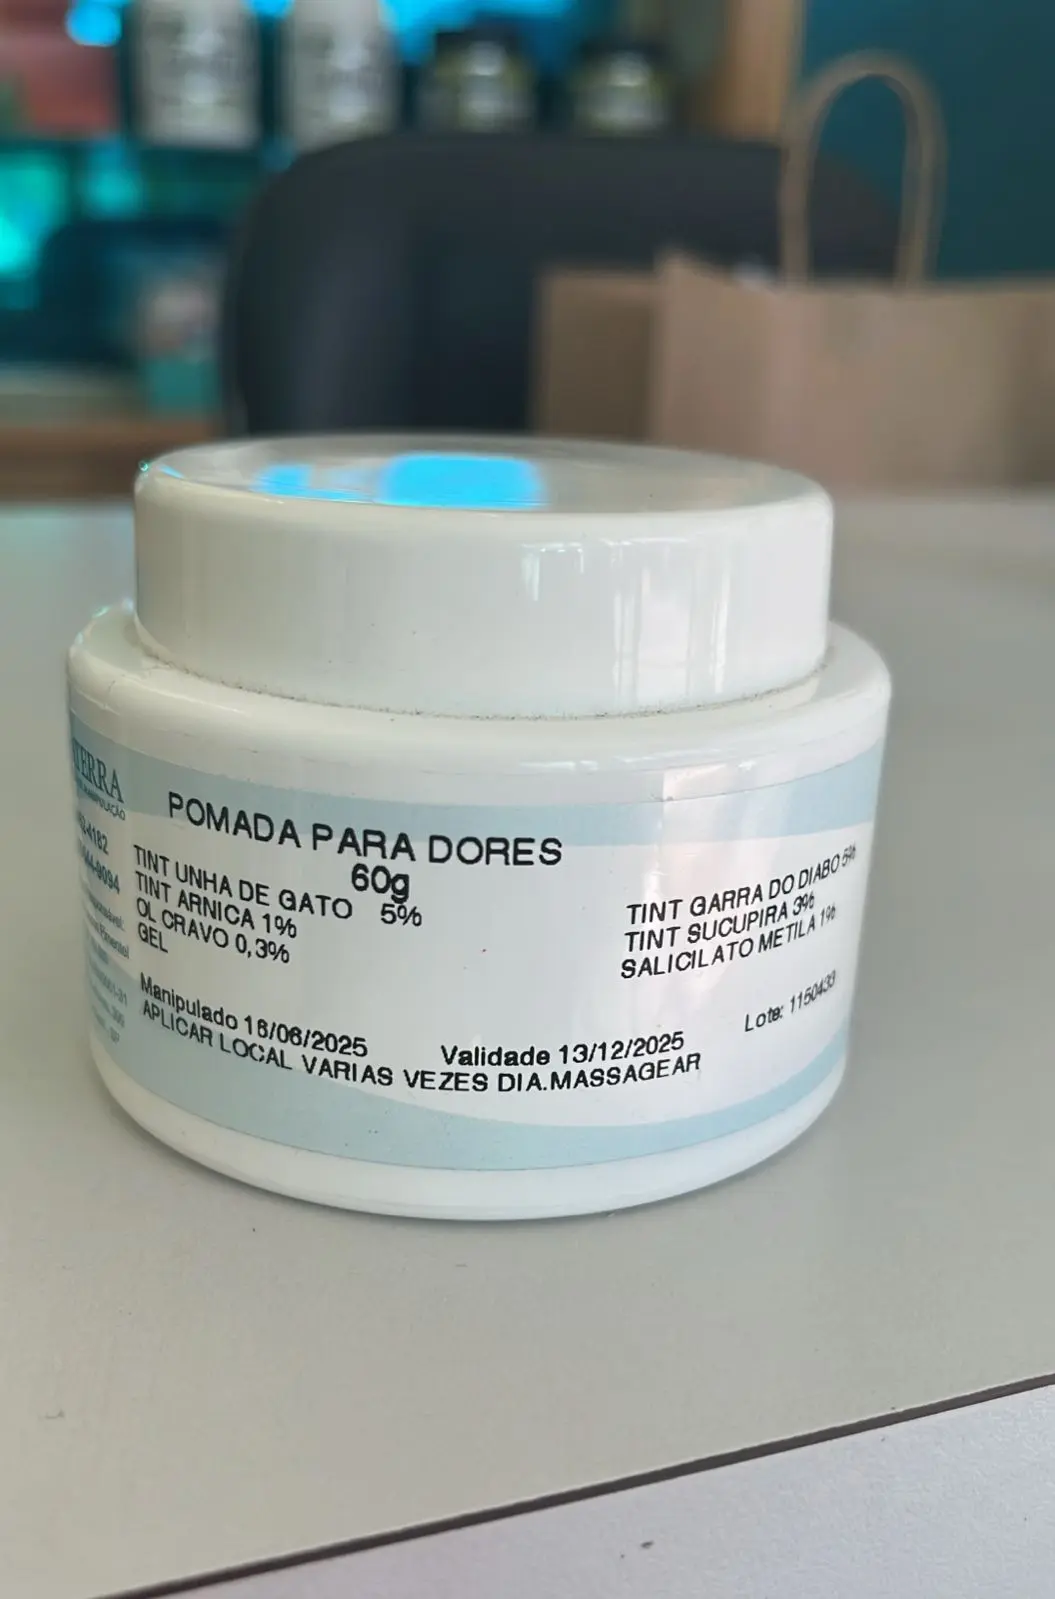 TERRA
MANIPULAÇÃO
POMADA PARA DORES
60g
TINT UNHA DE GATO 5%
TINT ARNICA 1%
OL CRAVO 0,3%
GEL
TINT GARRA DO DIABO 5%
TINT SUCUPIRA 3%
SALICILATO METILA 1%
Manipulado 16/06/2025
Validade 13/12/2025
Lote: 1150433
APLICAR LOCAL VARIAS VEZES DIA.MASSAGEAR